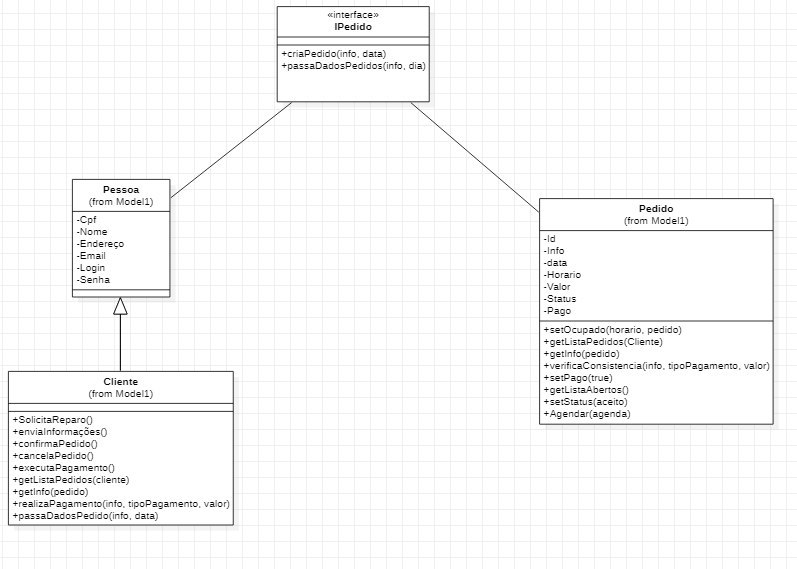 «interface»
IPedido
+criaPedido(info, data)
+passaDadosPedidos(info, dia)
Pessoa
(from Model1)
-Cpf
-Nome
-Endereço
-Email
-Login
-Senha
Pedido
(from Model1)
-Id
-Info
-data
-Horario
-Valor
-Status
-Pago
+setOcupado(horario, pedido)
+getListaPedidos(Cliente)
+getInfo(pedido)
+verificaConsistencia(info, tipoPagamento, valor)
+setPago(true)
+getListaAbertos()
+setStatus(aceito)
+Agendar(agenda)
Cliente
(from Model1)
+SolicitaReparo()
+enviaInformações()
+confirmaPedido()
+cancelaPedido()
+executaPagamento()
+getListaPedidos(cliente)
+getInfo(pedido)
+realizaPagamento(info, tipoPagamento, valor)
+passaDadosPedido(info, data)